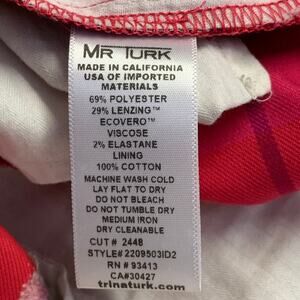 MR TURK
MADE IN CALIFORNIA
USA OF IMPORTED
MATERIALS
69% POLYESTER
29% LENZING™
ECOVERO™
VISCOSE
2% ELASTANE
LINING
100% COTTON
MACHINE WASH COLD
LAY FLAT TO DRY
DO NOT BLEACH
DO NOT TUMBLE DRY
MEDIUM IRON
DRY CLEANABLE
CUT # 2448
STYLE# 2209503ID2
RN # 93413
CA#30427
trinaturk.com